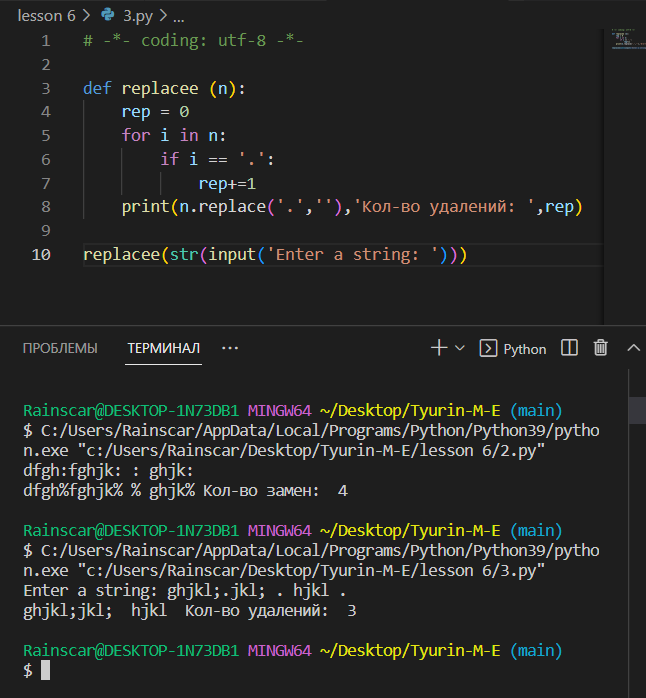 lesson 6 > 3.py > ...
1 # -*- coding: utf-8 -*-
2
3 def replacee (n):
4     rep = 0
5     for i in n:
6         if i == '.':
7             rep+=1
8     print(n.replace('.',''),'Кол-во удалений: ',rep)
9
10 replacee(str(input('Enter a string: ')))
ПРОБЛЕМЫ ТЕРМИНАЛ ... Python
Rainscar@DESKTOP-1N73DB1 MINGW64 ~/Desktop/Tyurin-M-E (main)
$ C:/Users/Rainscar/AppData/Local/Programs/Python/Python39/pytho
n.exe "c:/Users/Rainscar/Desktop/Tyurin-M-E/lesson 6/2.py"
dfgh:fghjk: : ghjk:
dfgh%fghjk% % ghjk% Кол-во замен:  4
Rainscar@DESKTOP-1N73DB1 MINGW64 ~/Desktop/Tyurin-M-E (main)
$ C:/Users/Rainscar/AppData/Local/Programs/Python/Python39/pytho
n.exe "c:/Users/Rainscar/Desktop/Tyurin-M-E/lesson 6/3.py"
Enter a string: ghjkl;.jkl; . hjkl .
ghjkl;jkl;  hjkl  Кол-во удалений:  3
Rainscar@DESKTOP-1N73DB1 MINGW64 ~/Desktop/Tyurin-M-E (main)
$